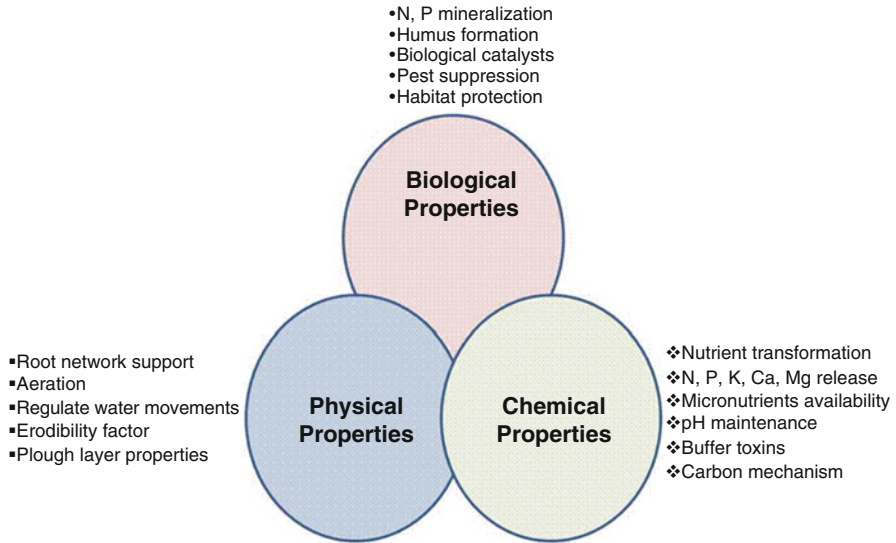 •N, P mineralization
•Humus formation
•Biological catalysts
•Pest suppression
•Habitat protection
Biological
Properties
▪Root network support
▪Aeration
▪Regulate water movements
▪Erodibility factor
▪Plough layer properties
Physical
Properties
Chemical
Properties
❖Nutrient transformation
❖N, P, K, Ca, Mg release
❖Micronutrients availability
❖pH maintenance
❖Buffer toxins
❖Carbon mechanism